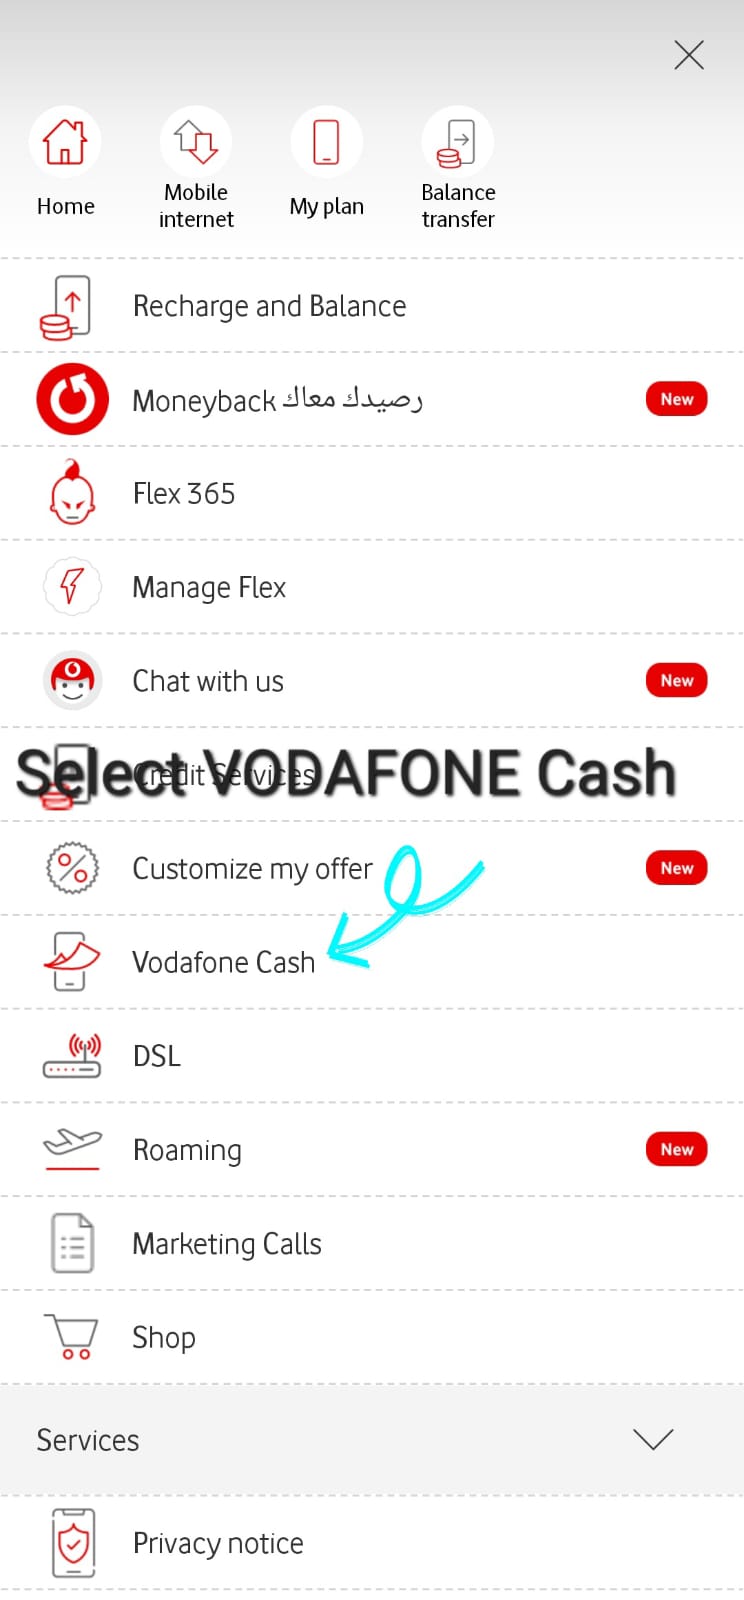 Home
Mobile
internet
My plan
Balance
transfer
Recharge and Balance
Moneyback رصيدك معاك
New
Flex 365
Manage Flex
Chat with us
New
Credit Services
Select VODAFONE Cash
Customize my offer
New
Vodafone Cash
DSL
Roaming
New
Marketing Calls
Shop
Services
Privacy notice